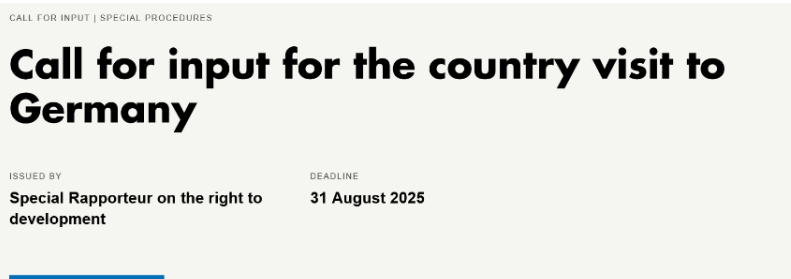 CALL FOR INPUT | SPECIAL PROCEDURES
Call for input for the country visit to
Germany
ISSUED BY
Special Rapporteur on the right to
development
DEADLINE
31 August 2025